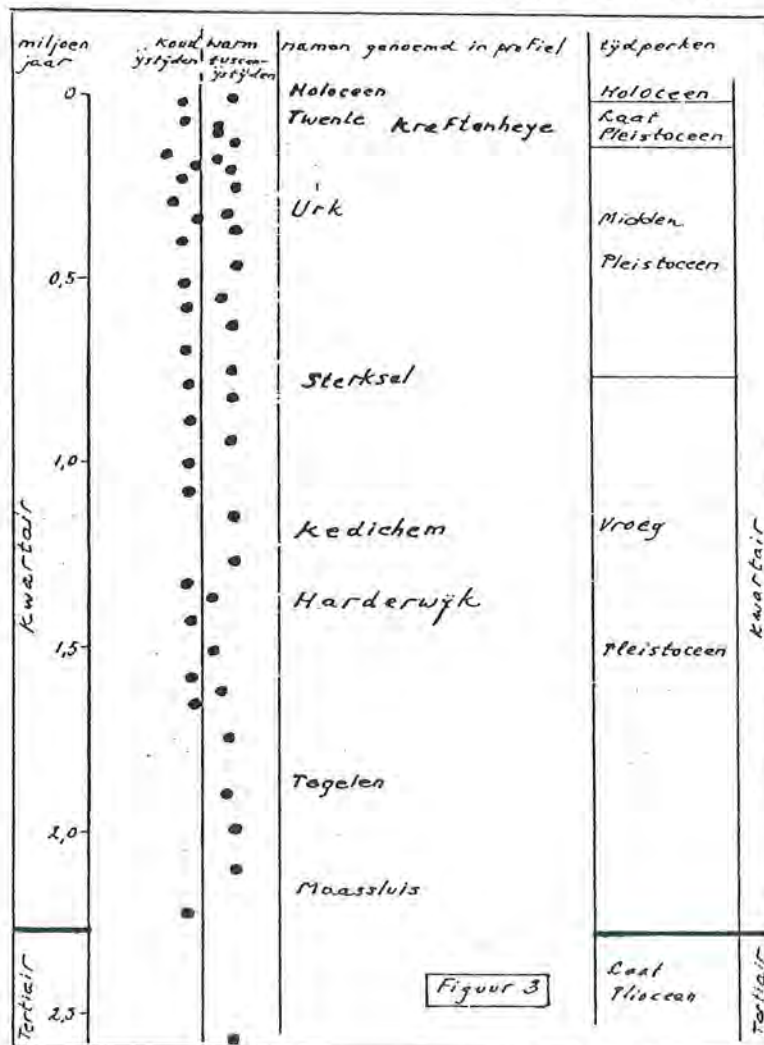 miljoen jaar
koud ijstijden
warm tussen-ijstijden
namen genoemd in profiel
tijdperken
0
Holoceen
Holoceen
Twente Kreftenheye
Laat
Pleistoceen
Urk
Midden
Pleistoceen
0,5
Sterksel
1,0
Kedichem
Vroeg
Harderwijk
1,5
Pleistoceen
Kwartair
Kwartair
Tegelen
2,0
Maassluis
Tertiair
Figuur 3
Laat
Plioceen
Tertiair
2,5